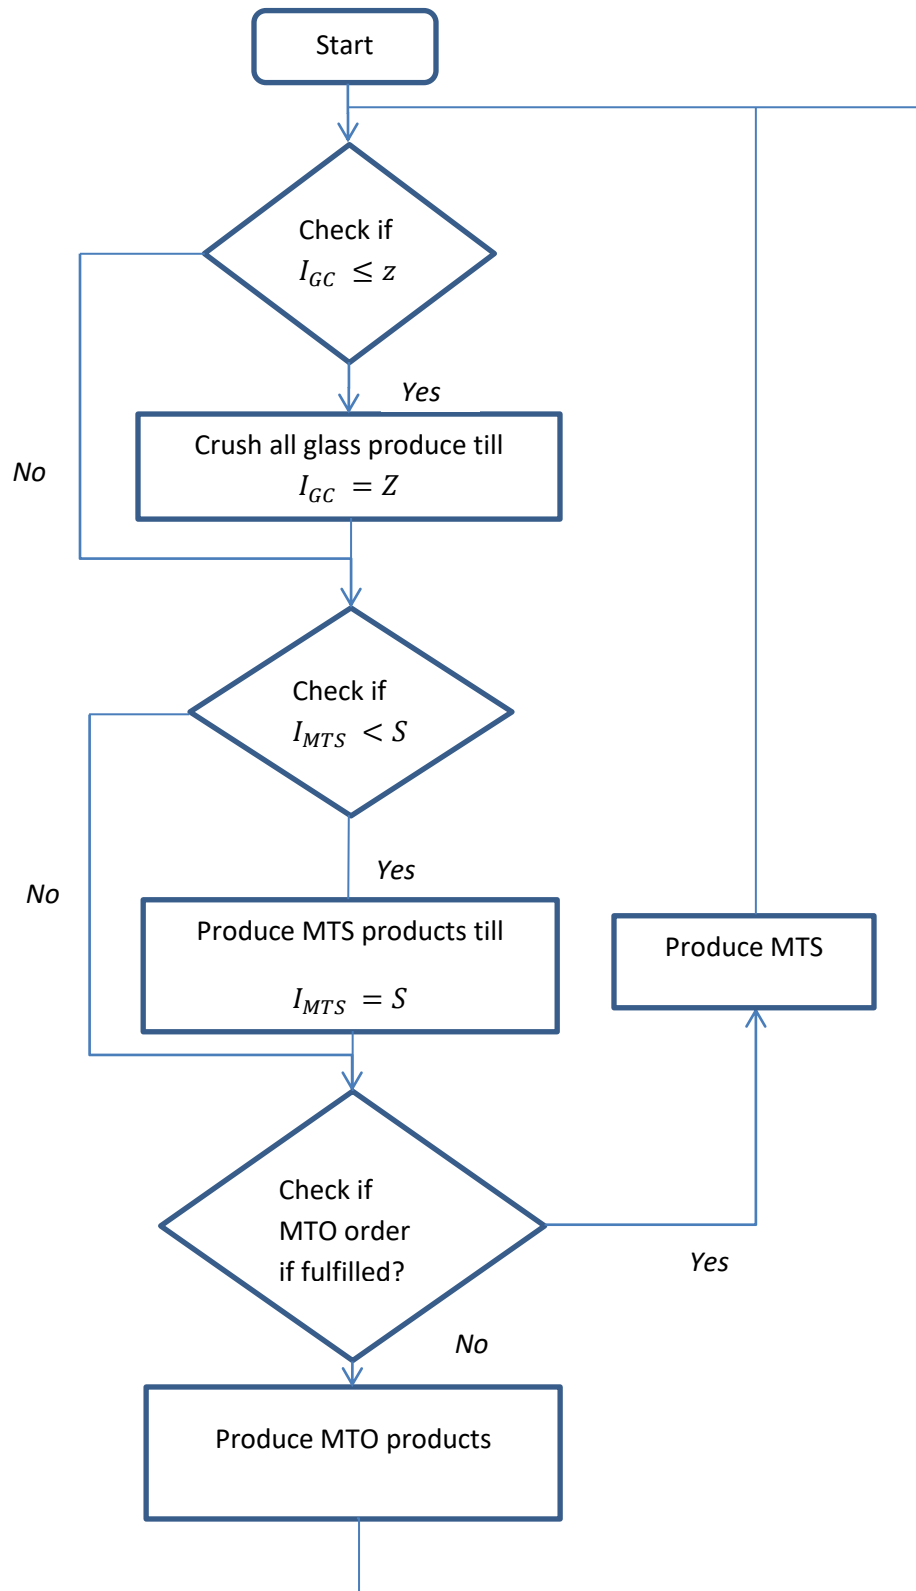 Start
Check if
I_GC ≤ z
Yes
Crush all glass produce till
I_GC = Z
No
Check if
I_MTS < S
Yes
No
Produce MTS products till
I_MTS = S
Produce MTS
Check if
MTO order
if fulfilled?
Yes
No
Produce MTO products